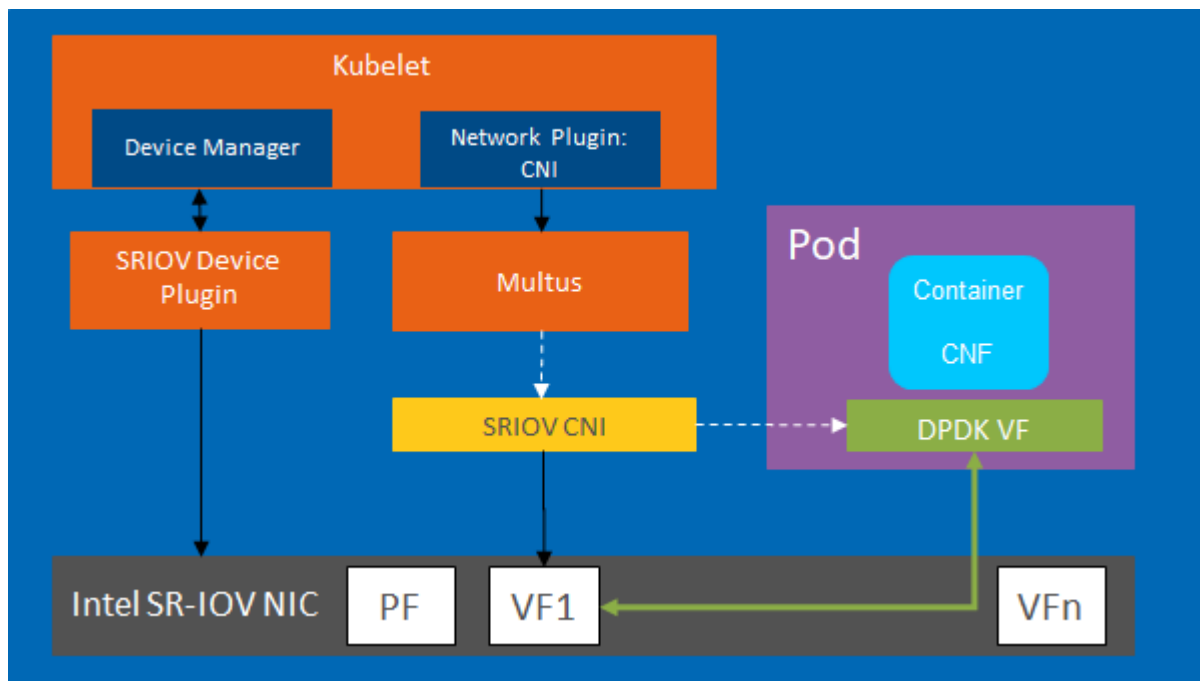 Kubelet
Device Manager
Network Plugin:
CNI
SRIOV Device
Plugin
Multus
Pod
Container
CNF
SRIOV CNI
DPDK VF
Intel SR-IOV NIC
PF
VF1
VFn